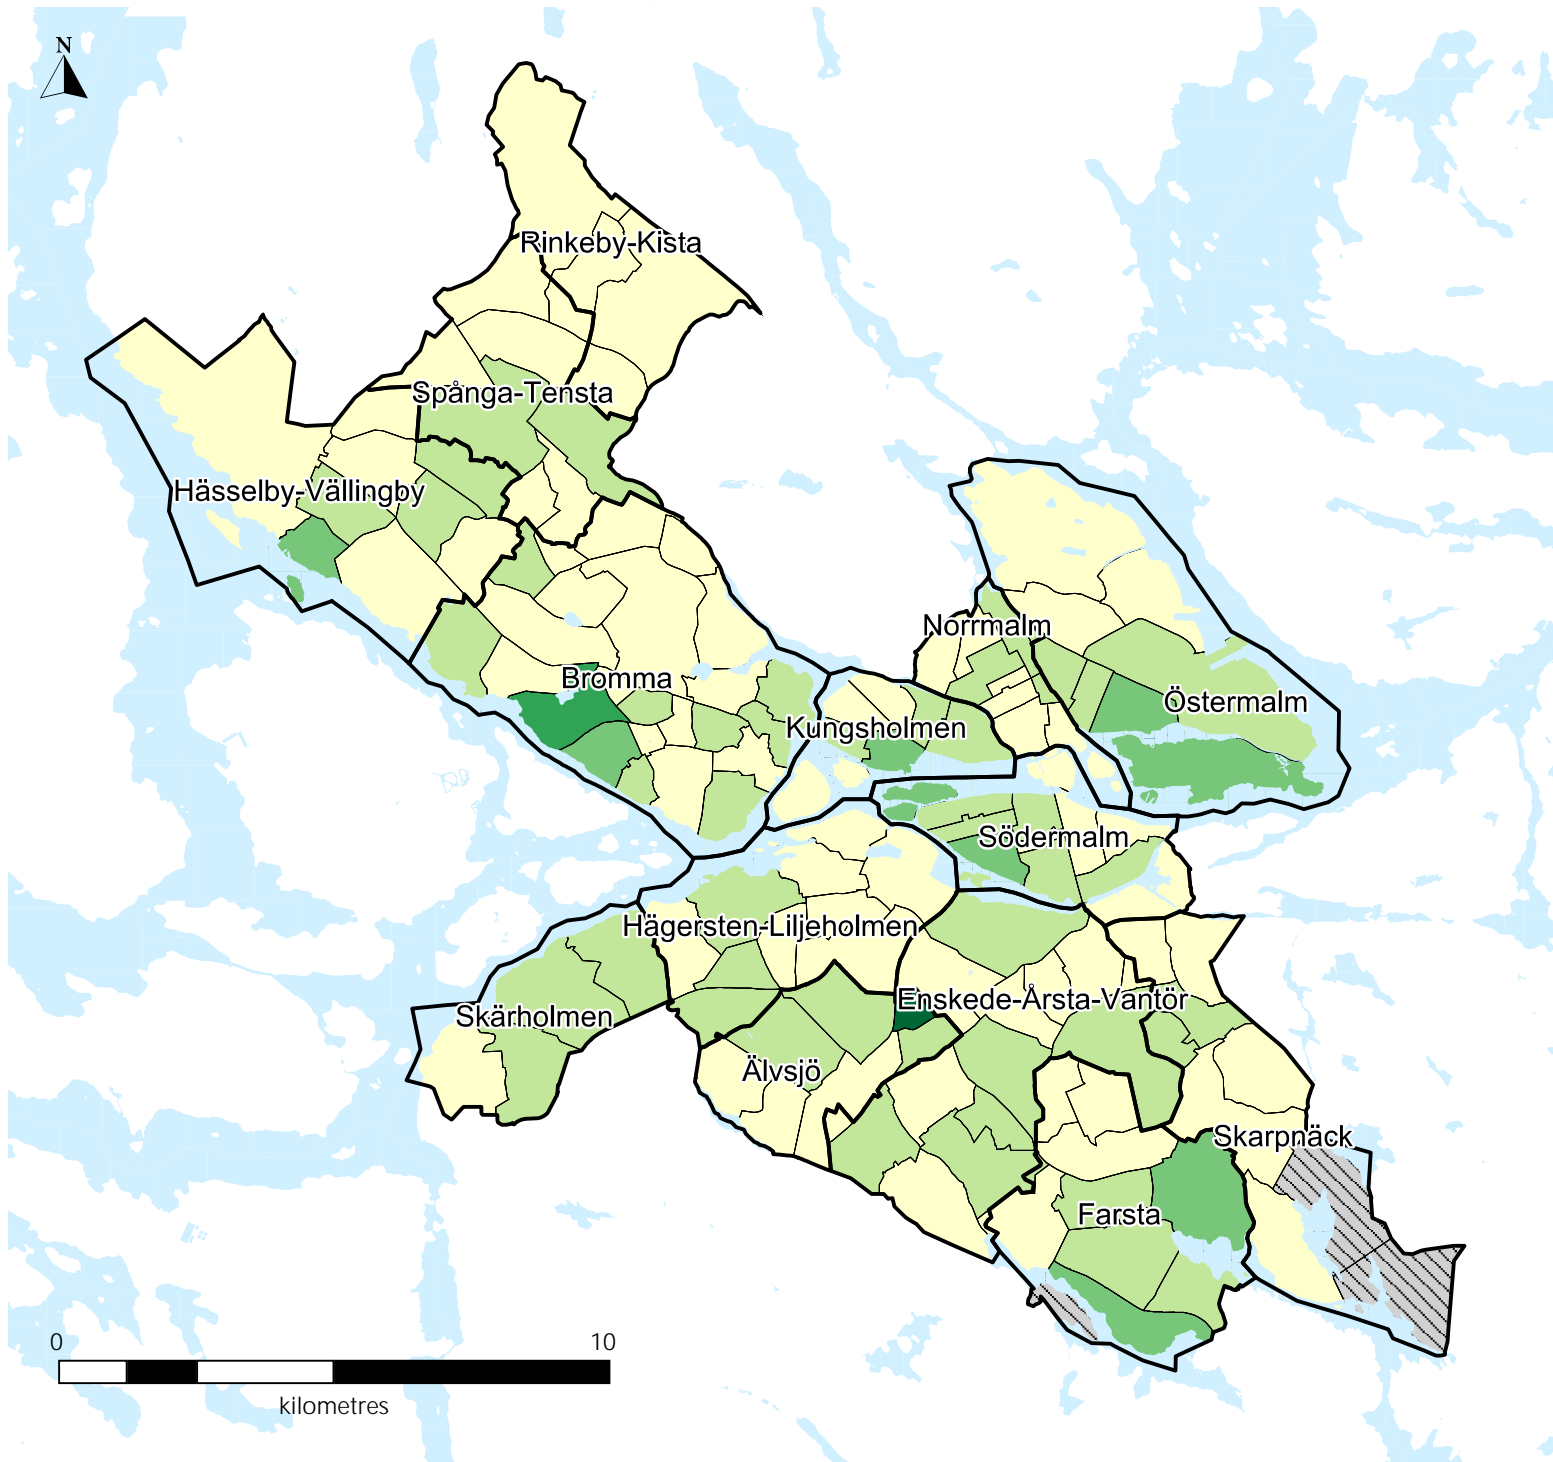 N
Rinkeby-Kista
Spånga-Tensta
Hässelby-Vällingby
Norrmalm
Bromma
Östermalm
Kungsholmen
Södermalm
Hägersten-Liljeholmen
Enskede-Årsta-Vantör
Skärholmen
Älvsjö
Skarpnäck
Farsta
0 10
kilometres